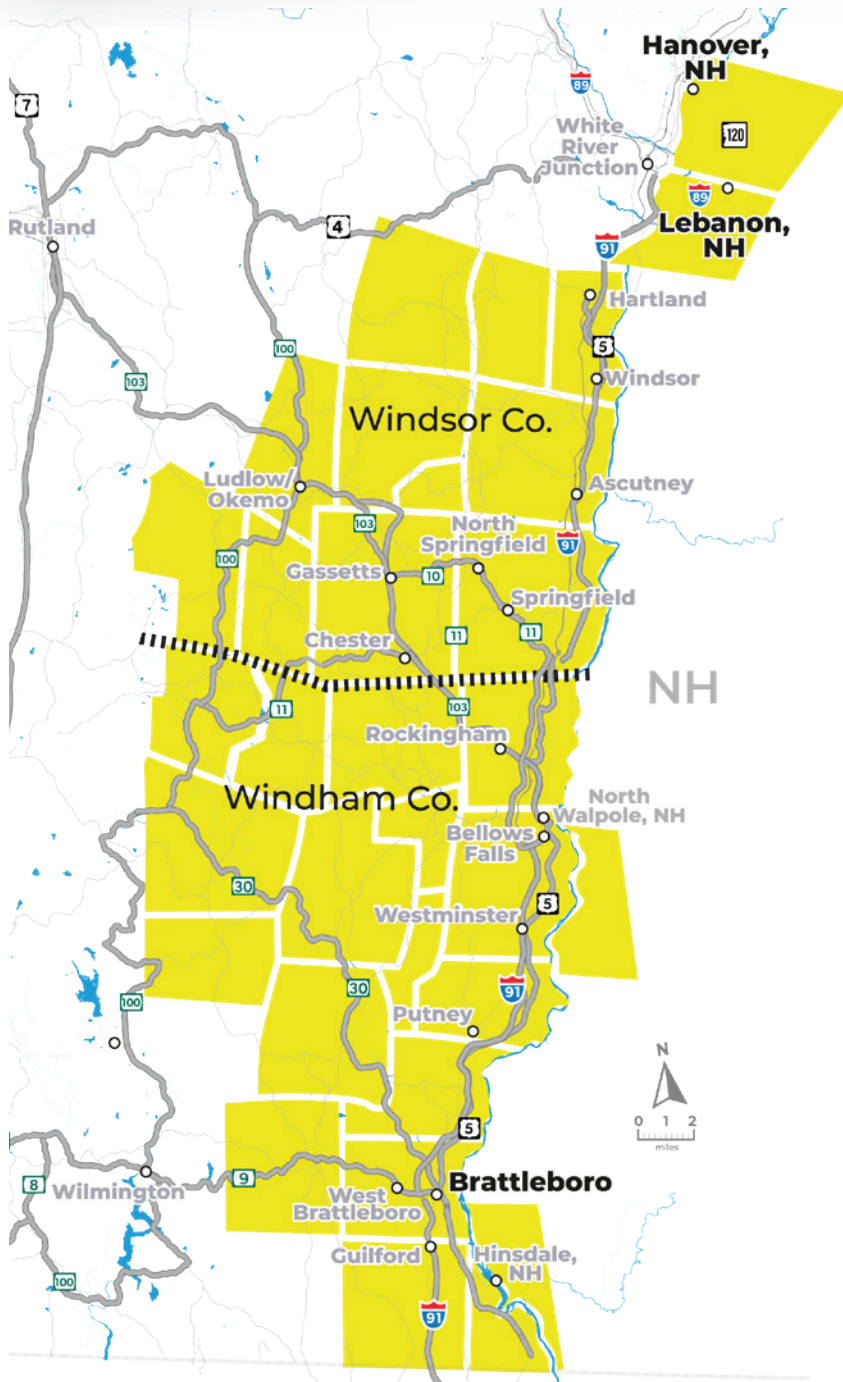 Hanover,
NH
89
7
120
White
River
Junction
89
4
Rutland
Lebanon,
NH
91
Hartland
5
100
Windsor
103
Windsor Co.
Ludlow/
Okemo
Ascutney
103
North
Springfield
91
100
Gassetts
10
Springfield
11
11
Chester
NH
11
103
Rockingham
Windham Co.
North
Walpole, NH
Bellows
Falls
30
5
Westminster
30
91
100
Putney
N
0 1 2
miles
5
9
8
Wilmington
West
Brattleboro
Brattleboro
Guilford
Hinsdale,
NH
100
91